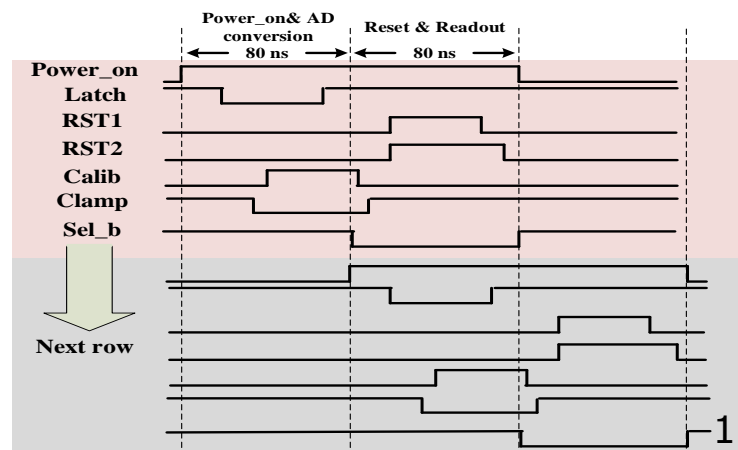 Power_on& AD
conversion
80 ns
Reset & Readout
80 ns
Power_on
Latch
RST1
RST2
Calib
Clamp
Sel_b
Next row
1